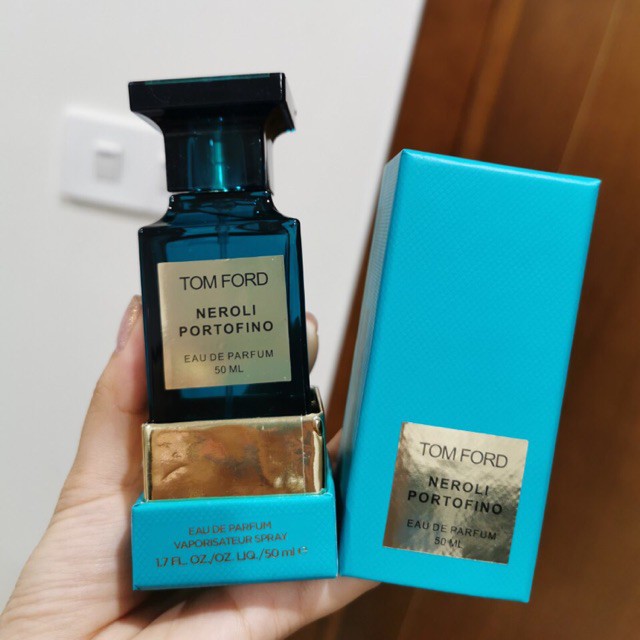 TOM FORD
NEROLI
PORTOFINO
EAU DE PARFUM
50 ML
EAU DE PARFUM
VAPORISATEUR SPRAY
1.7 FL. OZ./OZ. LIQ./50 ml e
TOM FORD
NEROLI
PORTOFINO
EAU DE PARFUM
50 ML